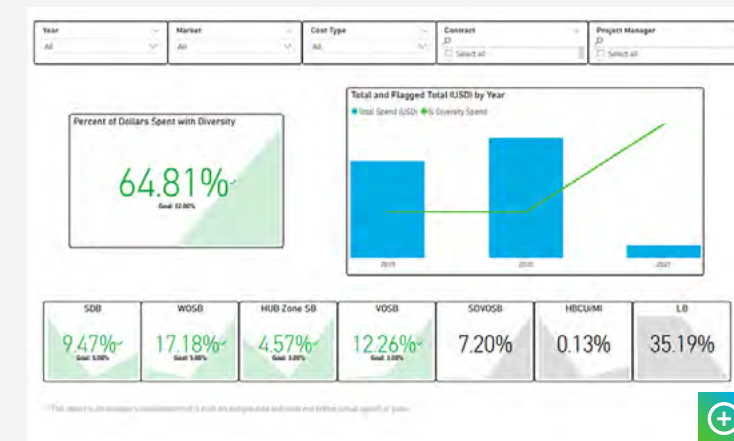 Year
Market
Cost Type
Contract
Project Manager
All
All
All
Select all
Select all
Percent of Dollars Spent with Diversity
64.81%
Total and Flagged Total (USD) by Year
Total Spend (USD) % Diversity Spend
2019 2020 2021
SDB
9.47%
Goal: 5.00%
WOSB
17.18%
Goal: 5.00%
HUB Zone SB
4.57%
Goal: 3.00%
VOSB
12.26%
Goal: 3.00%
SDVOSB
7.20%
HBCU/MI
0.13%
LB
35.19%